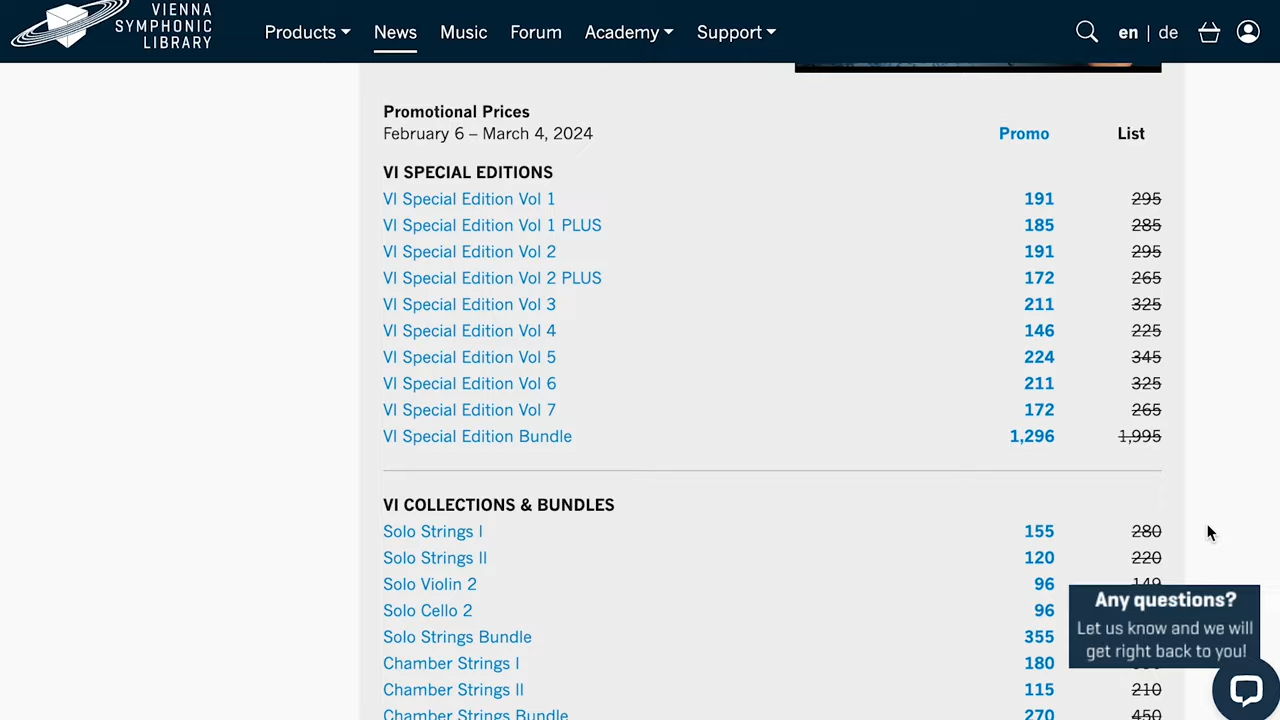 VIENNA
SYMPHONIC
LIBRARY
Products News Music Forum Academy Support en | de
Promotional Prices
February 6 – March 4, 2024 Promo List
VI SPECIAL EDITIONS
VI Special Edition Vol 1 191 295
VI Special Edition Vol 1 PLUS 185 285
VI Special Edition Vol 2 191 295
VI Special Edition Vol 2 PLUS 172 265
VI Special Edition Vol 3 211 325
VI Special Edition Vol 4 146 225
VI Special Edition Vol 5 224 345
VI Special Edition Vol 6 211 325
VI Special Edition Vol 7 172 265
VI Special Edition Bundle 1,296 1,995
VI COLLECTIONS & BUNDLES
Solo Strings I 155 280
Solo Strings II 120 220
Solo Violin 2 96 149
Solo Cello 2 96
Solo Strings Bundle 355
Chamber Strings I 180
Chamber Strings II 115 210
Chamber Strings Bundle 270 450
Any questions?
Let us know and we will
get right back to you!